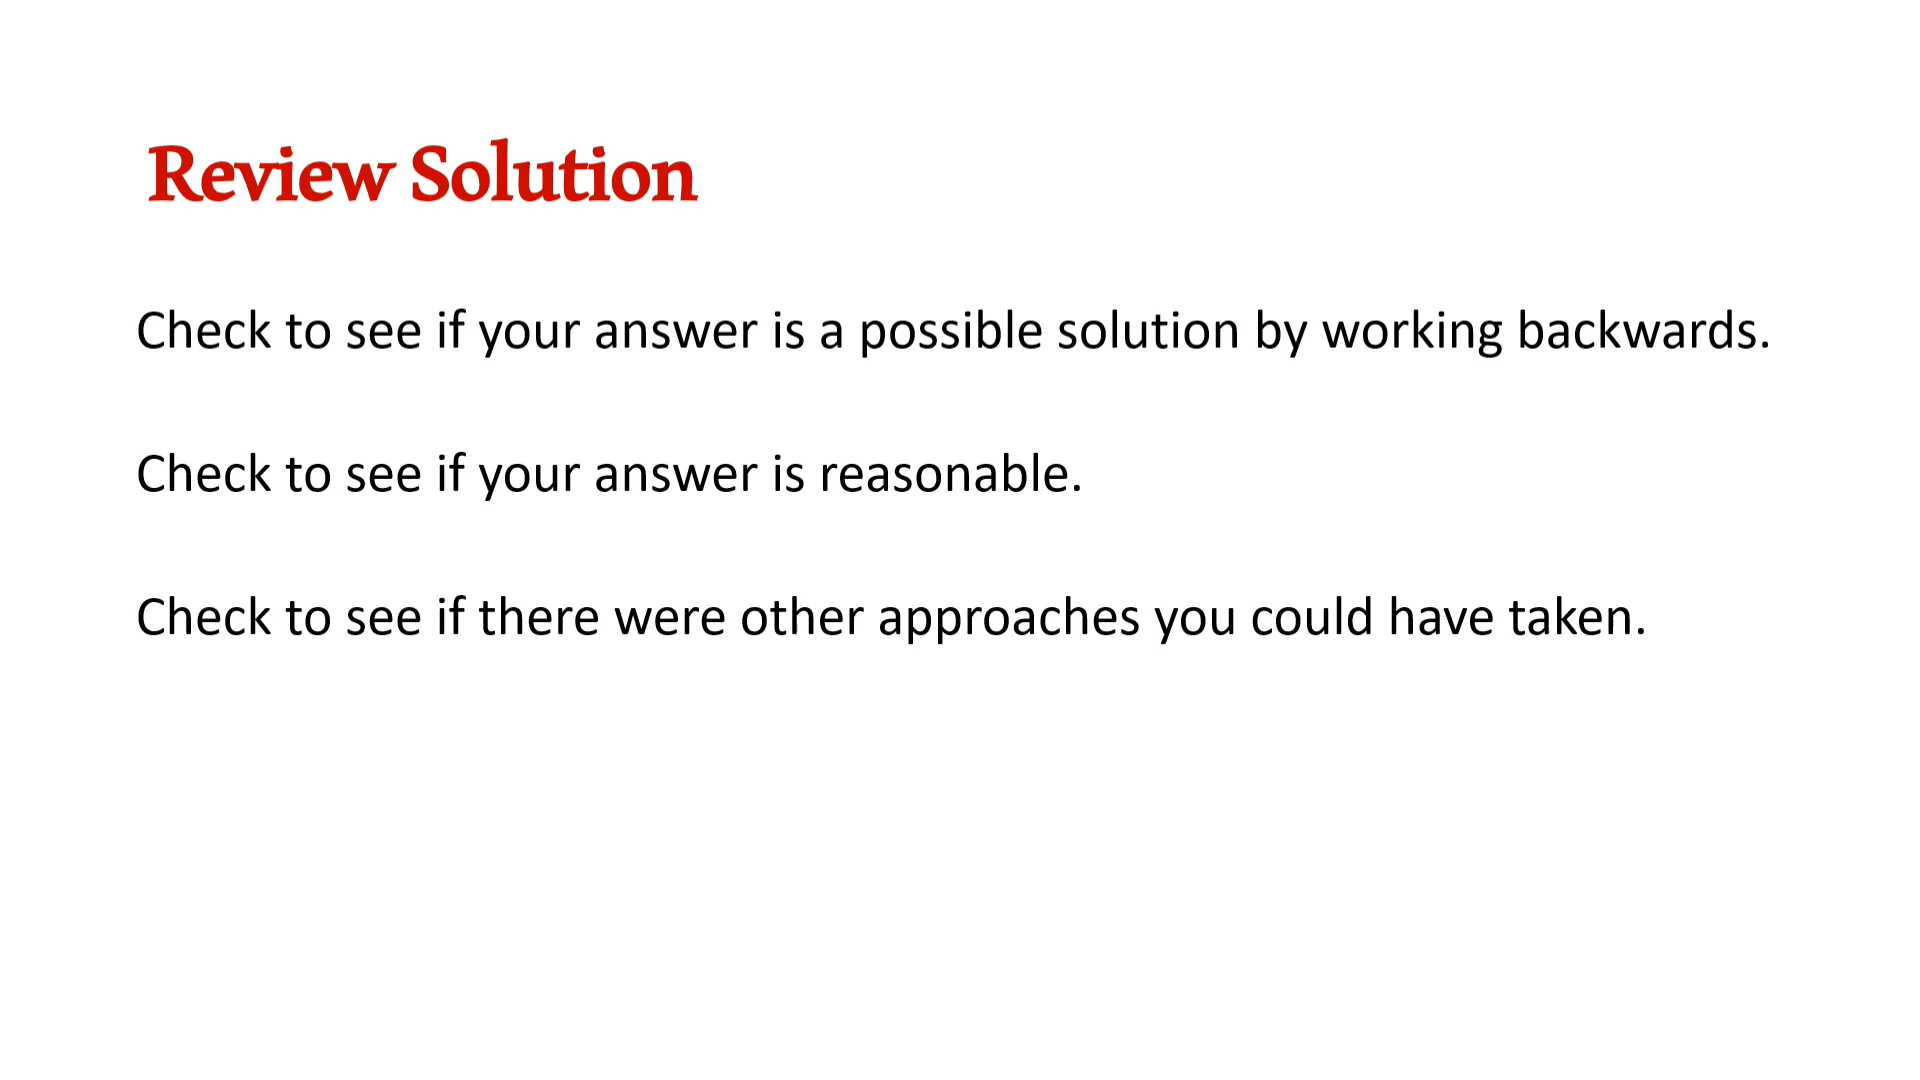 Review Solution
Check to see if your answer is a possible solution by working backwards.
Check to see if your answer is reasonable.
Check to see if there were other approaches you could have taken.